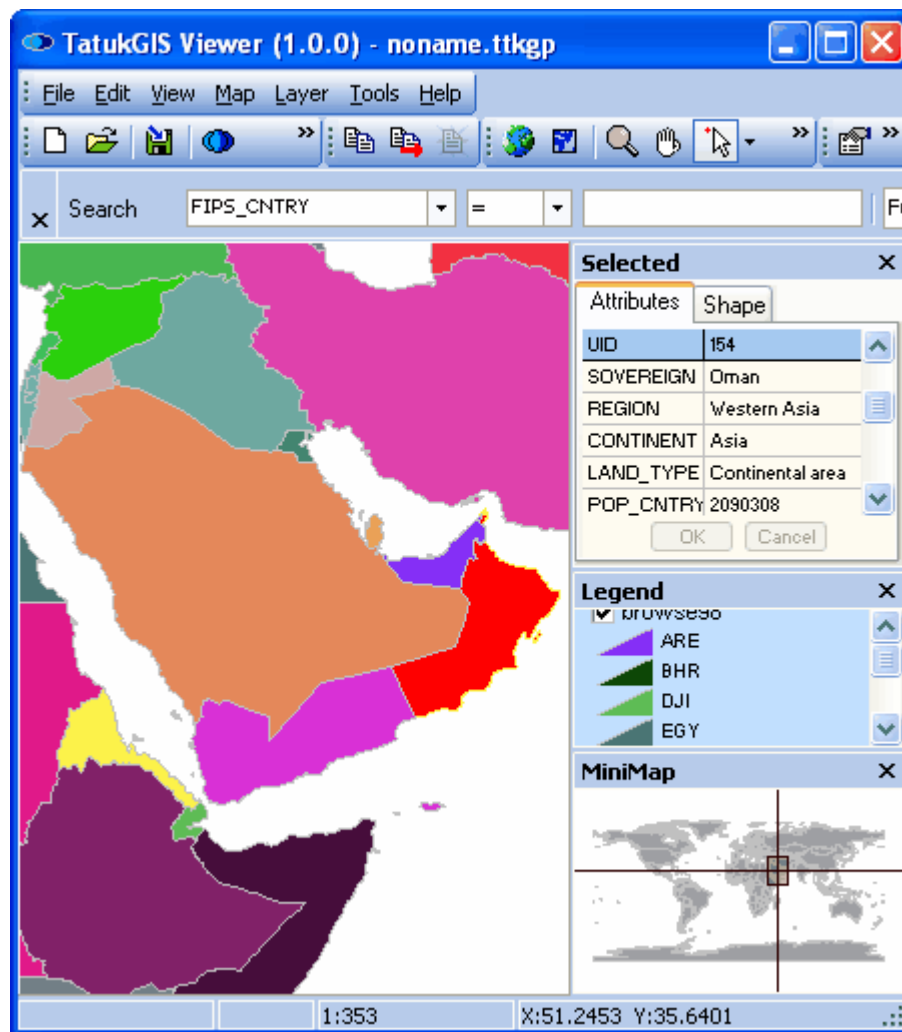 TatukGIS Viewer (1.0.0) - noname.ttkgp
File Edit View Map Layer Tools Help
Search FIPS_CNTRY =
Selected
Attributes Shape
UID 154
SOVEREIGN Oman
REGION Western Asia
CONTINENT Asia
LAND_TYPE Continental area
POP_CNTRY 2090308
OK Cancel
Legend
browse98
ARE
BHR
DJI
EGY
MiniMap
1:353 X:51.2453 Y:35.6401